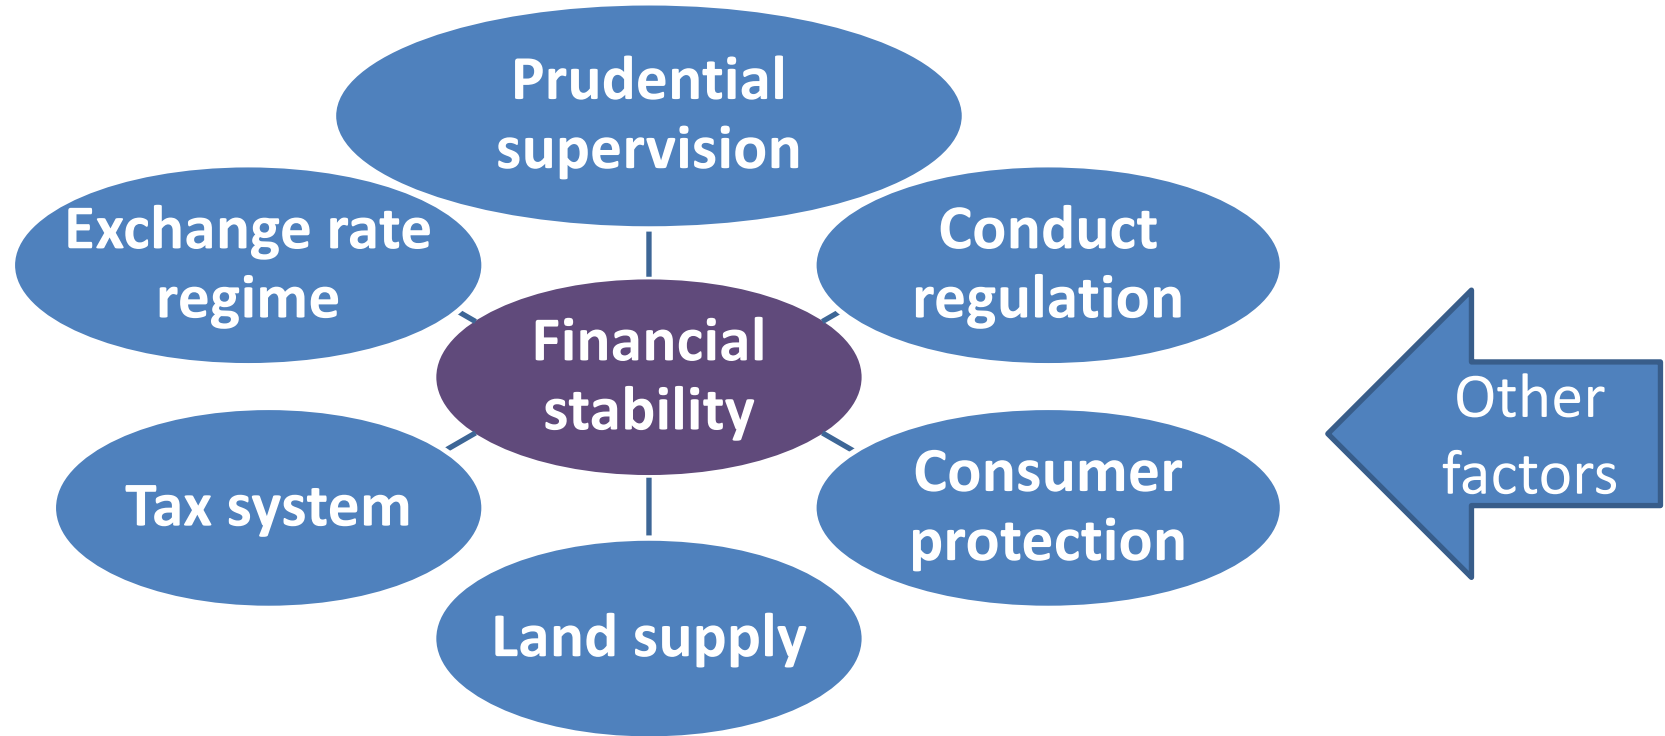 Prudential
supervision
Exchange rate
regime
Conduct
regulation
Financial
stability
Other
factors
Tax system
Consumer
protection
Land supply